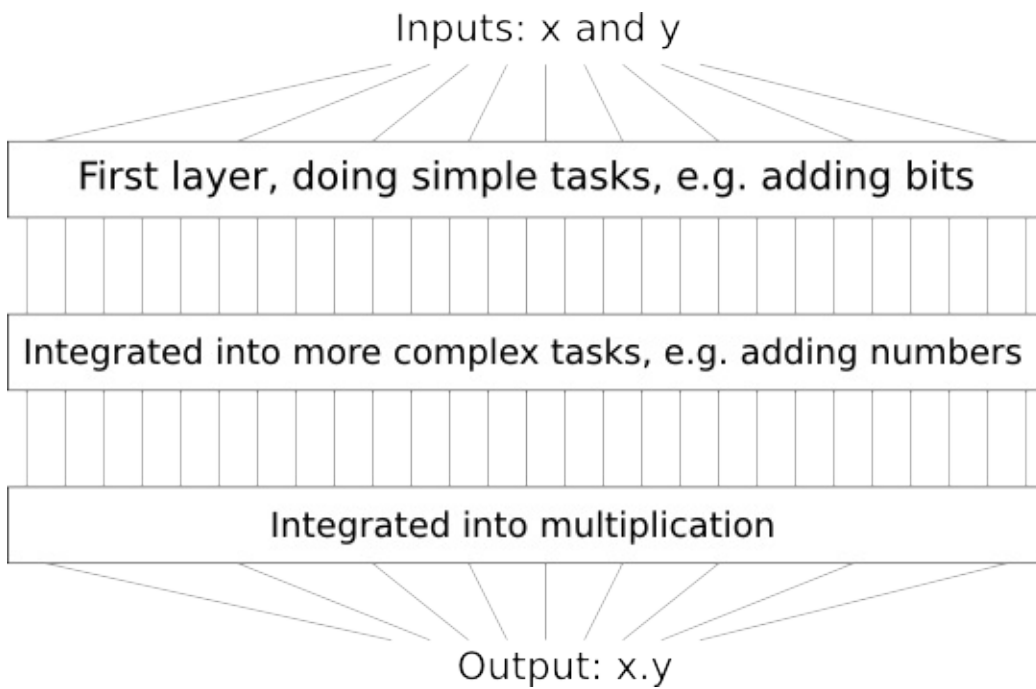 Inputs: x and y
First layer, doing simple tasks, e.g. adding bits
Integrated into more complex tasks, e.g. adding numbers
Integrated into multiplication
Output: x.y